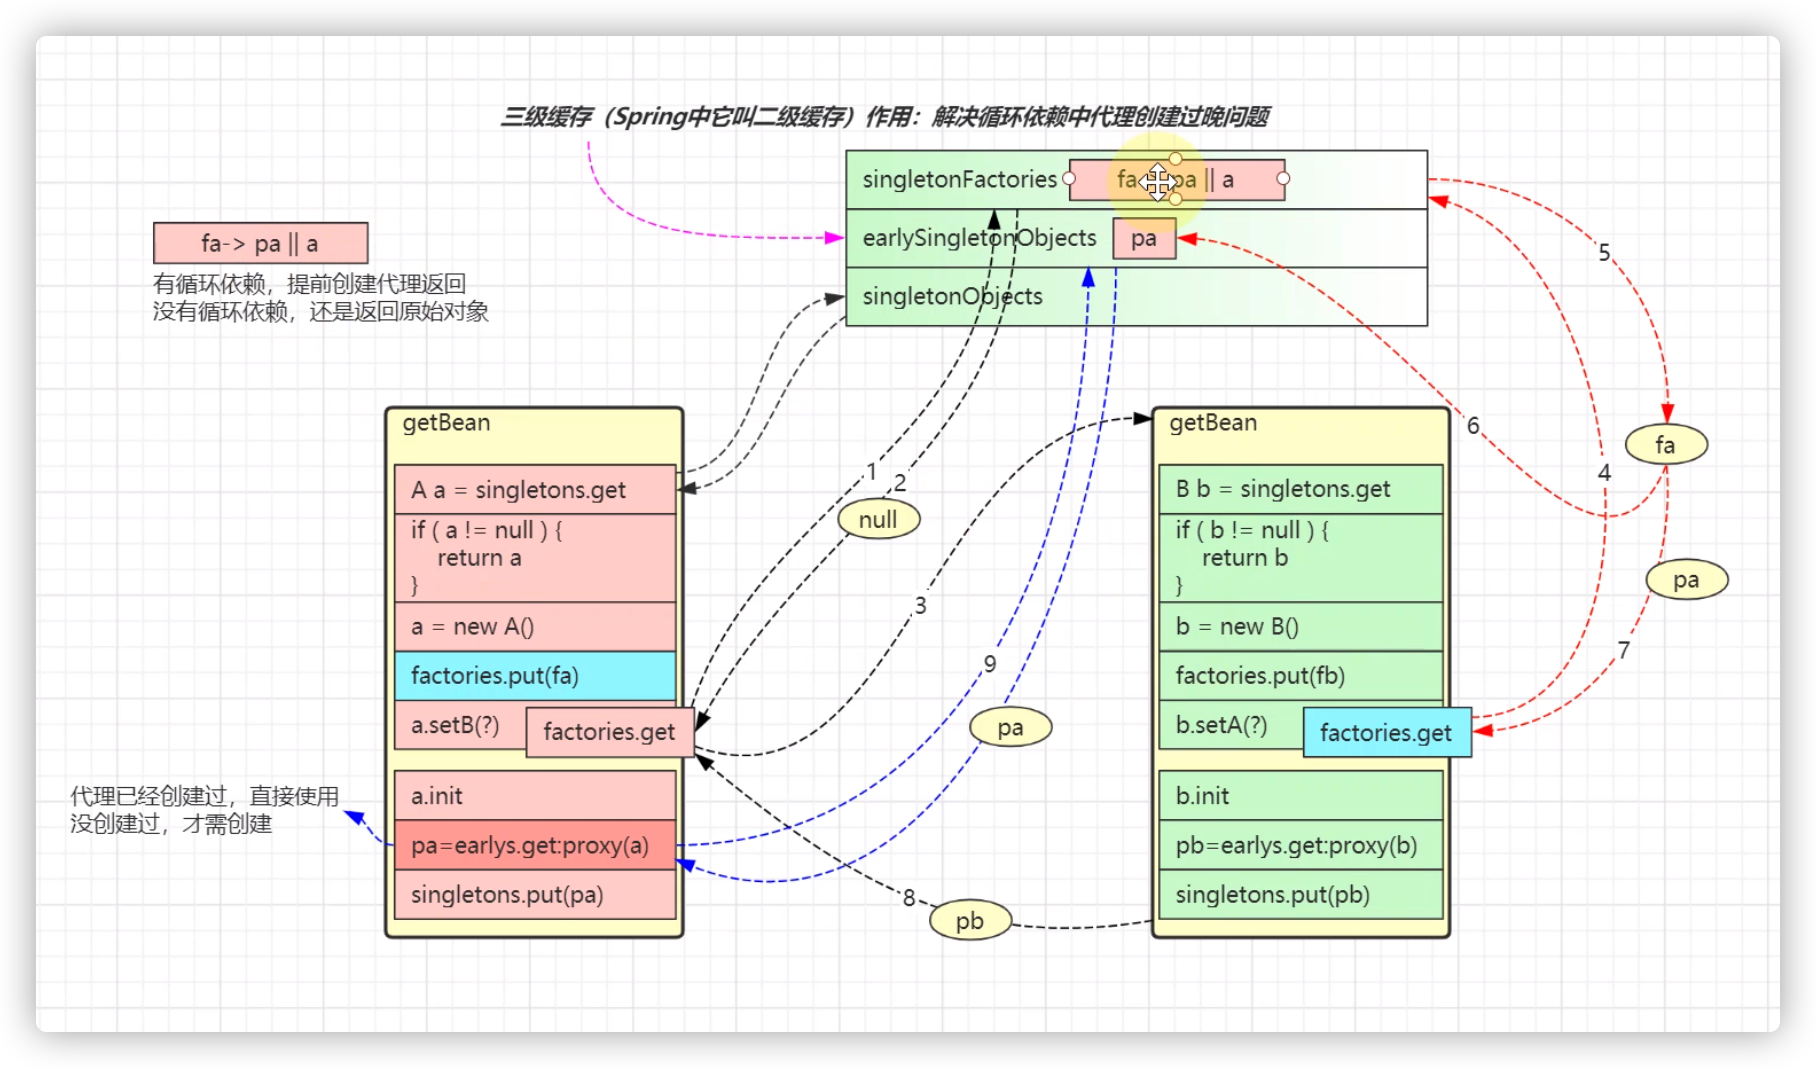 三级缓存（Spring中它叫二级缓存）作用：解决循环依赖中代理创建过晚问题
singletonFactories
fa-> pa || a
earlySingletonObjects
pa
singletonObjects
fa-> pa || a
有循环依赖，提前创建代理返回
没有循环依赖，还是返回原始对象
getBean
A a = singletons.get
if ( a != null ) {
return a
}
a = new A()
factories.put(fa)
a.setB(?)
factories.get
a.init
pa=earlys.get:proxy(a)
singletons.put(pa)
代理已经创建过，直接使用
没创建过，才需创建
1
2
null
3
9
pa
8
pb
getBean
B b = singletons.get
if ( b != null ) {
return b
}
b = new B()
factories.put(fb)
b.setA(?)
factories.get
b.init
pb=earlys.get:proxy(b)
singletons.put(pb)
5
6
fa
4
pa
7